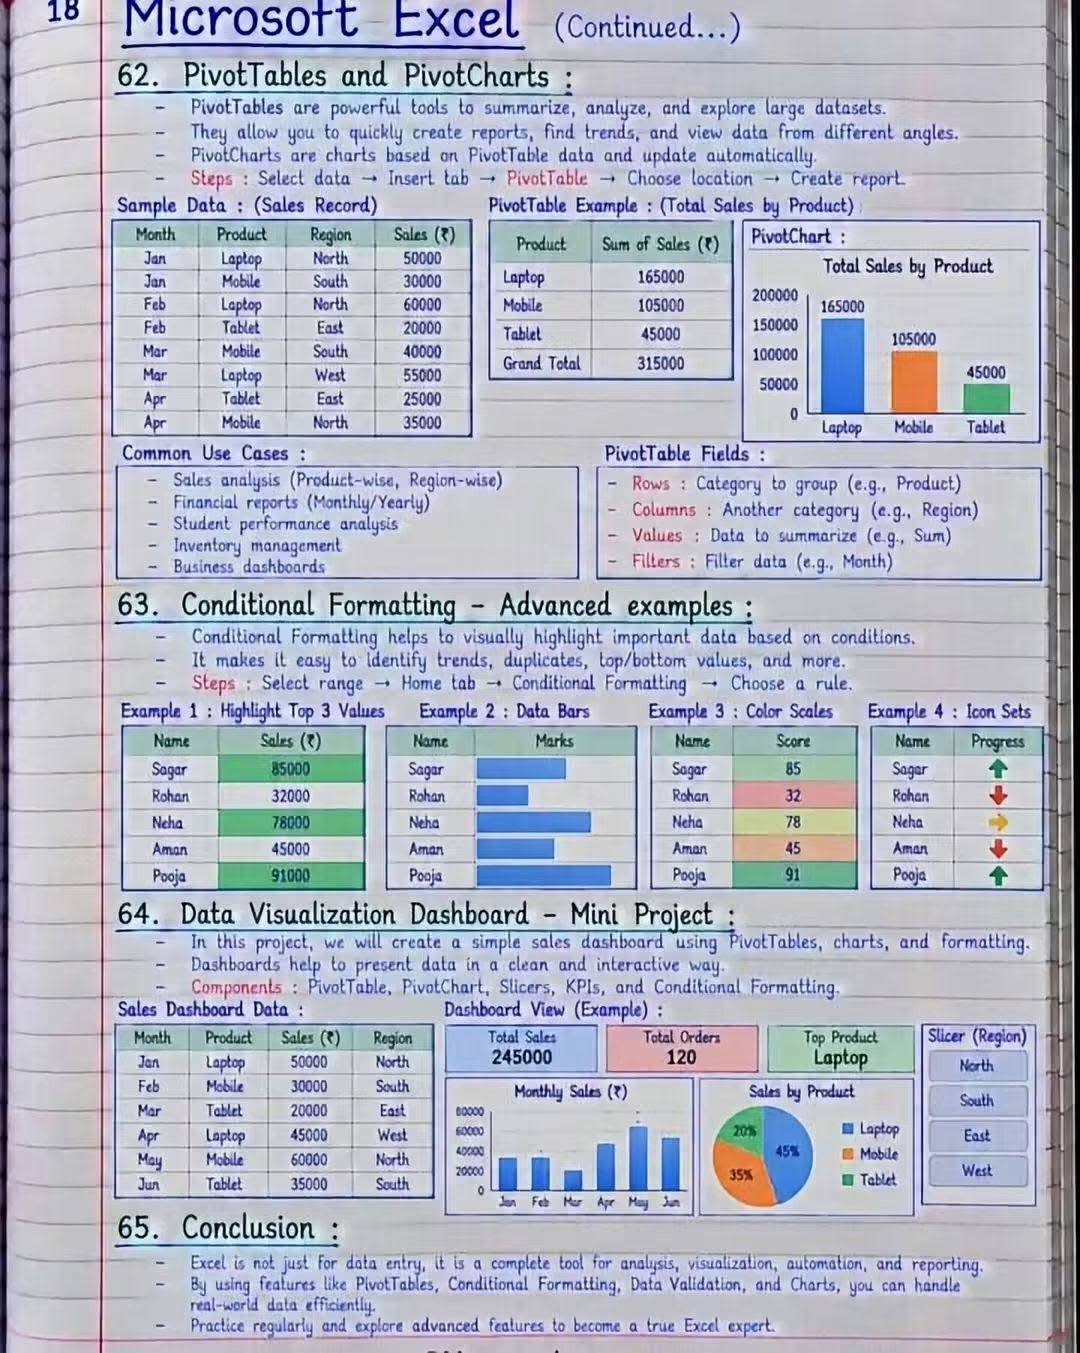 18
Microsoft Excel (Continued...)
62. PivotTables and PivotCharts :
- PivotTables are powerful tools to summarize, analyze, and explore large datasets.
- They allow you to quickly create reports, find trends, and view data from different angles.
- PivotCharts are charts based on PivotTable data and update automatically.
- Steps : Select data → Insert tab → PivotTable → Choose location → Create report.
Sample Data : (Sales Record)
Month Product Region Sales (₹)
Jan Laptop North 50000
Jan Mobile South 30000
Feb Laptop North 60000
Feb Tablet East 20000
Mar Mobile South 40000
Mar Laptop West 55000
Apr Tablet East 25000
Apr Mobile North 35000
PivotTable Example : (Total Sales by Product)
Product Sum of Sales (₹)
Laptop 165000
Mobile 105000
Tablet 45000
Grand Total 315000
PivotChart :
Total Sales by Product
200000
150000
100000
50000
0
165000
105000
45000
Laptop Mobile Tablet
Common Use Cases :
- Sales analysis (Product-wise, Region-wise)
- Financial reports (Monthly/Yearly)
- Student performance analysis
- Inventory management
- Business dashboards
PivotTable Fields :
- Rows : Category to group (e.g., Product)
- Columns : Another category (e.g., Region)
- Values : Data to summarize (e.g., Sum)
- Filters : Filter data (e.g., Month)
63. Conditional Formatting - Advanced examples :
- Conditional Formatting helps to visually highlight important data based on conditions.
- It makes it easy to identify trends, duplicates, top/bottom values, and more.
- Steps : Select range → Home tab → Conditional Formatting → Choose a rule.
Example 1 : Highlight Top 3 Values
Name Sales (₹)
Sagar 85000
Rohan 32000
Neha 78000
Aman 45000
Pooja 91000
Example 2 : Data Bars
Name Marks
Sagar
Rohan
Neha
Aman
Pooja
Example 3 : Color Scales
Name Score
Sagar 85
Rohan 32
Neha 78
Aman 45
Pooja 91
Example 4 : Icon Sets
Name Progress
Sagar ↑
Rohan ↓
Neha →
Aman ↓
Pooja ↑
64. Data Visualization Dashboard - Mini Project :
- In this project, we will create a simple sales dashboard using PivotTables, charts, and formatting.
- Dashboards help to present data in a clean and interactive way.
- Components : PivotTable, PivotChart, Slicers, KPIs, and Conditional Formatting.
Sales Dashboard Data :
Month Product Sales (₹) Region
Jan Laptop 50000 North
Feb Mobile 30000 South
Mar Tablet 20000 East
Apr Laptop 45000 West
May Mobile 60000 North
Jun Tablet 35000 South
Dashboard View (Example) :
Total Sales
245000
Total Orders
120
Top Product
Laptop
Monthly Sales (₹)
60000
40000
20000
0
Jan Feb Mar Apr May Jun
Sales by Product
20%
45%
35%
Laptop
Mobile
Tablet
Slicer (Region)
North
South
East
West
65. Conclusion :
- Excel is not just for data entry, it is a complete tool for analysis, visualization, automation, and reporting.
- By using features like PivotTables, Conditional Formatting, Data Validation, and Charts, you can handle
real-world data efficiently.
- Practice regularly and explore advanced features to become a true Excel expert.